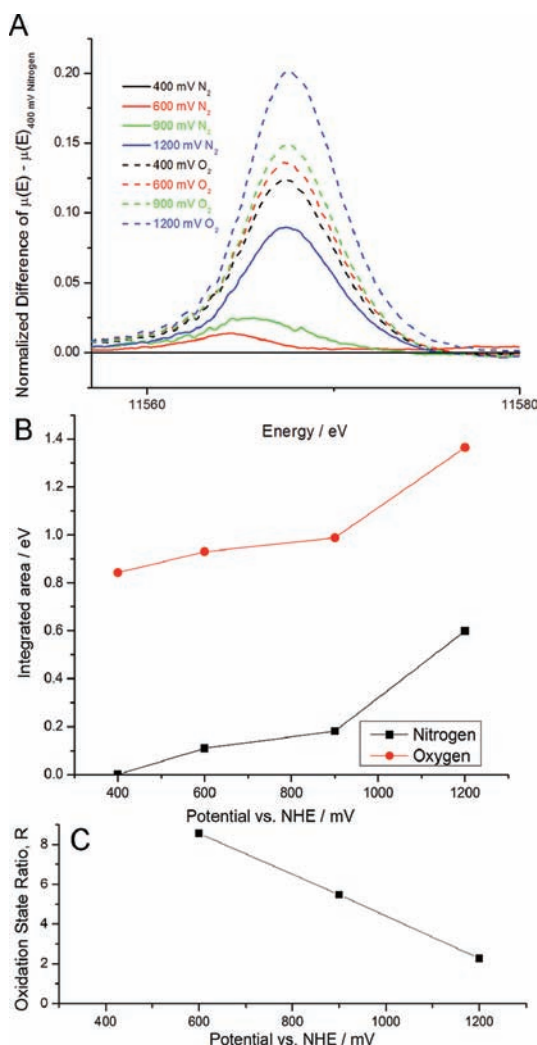 A
Normalized Difference of μ(E) - μ(E)400 mV Nitrogen
0.20
0.15
0.10
0.05
0.00
400 mV N2
600 mV N2
900 mV N2
1200 mV N2
400 mV O2
600 mV O2
900 mV O2
1200 mV O2
11560
11580
Energy / eV
B
Integrated area / eV
1.4
1.2
1.0
0.8
0.6
0.4
0.2
0.0
Nitrogen
Oxygen
400
600
800
1000
1200
Potential vs. NHE / mV
C
Oxidation State Ratio, R
8
6
4
2
0
400
600
800
1000
1200
Potential vs. NHE / mV